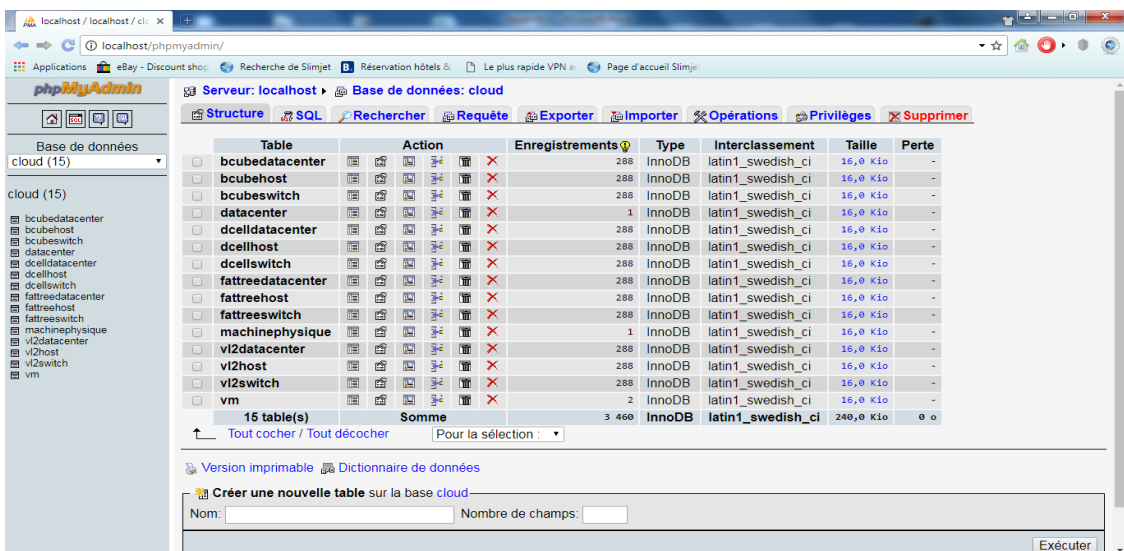 localhost / localhost / clo
localhost/phpmyadmin/
Applications eBay - Discount shop Recherche de Slimjet Réservation hôtels & Le plus rapide VPN Page d'accueil Slimje
phpMyAdmin
Base de données
cloud (15)
cloud (15)
bcubedatacenter
bcubehost
bcubeswitch
datacenter
dcelldatacenter
dcellhost
dcellswitch
fattreedatacenter
fattreehost
fattreeswitch
machinephysique
vl2datacenter
vl2host
vl2switch
vm
Serveur: localhost Base de données: cloud
Structure SQL Rechercher Requête Exporter Importer Opérations Privilèges Supprimer
Table Action Enregistrements Type Interclassement Taille Perte
bcubedatacenter 288 InnoDB latin1_swedish_ci 16,0 Kio -
bcubehost 288 InnoDB latin1_swedish_ci 16,0 Kio -
bcubeswitch 288 InnoDB latin1_swedish_ci 16,0 Kio -
datacenter 1 InnoDB latin1_swedish_ci 16,0 Kio -
dcelldatacenter 288 InnoDB latin1_swedish_ci 16,0 Kio -
dcellhost 288 InnoDB latin1_swedish_ci 16,0 Kio -
dcellswitch 288 InnoDB latin1_swedish_ci 16,0 Kio -
fattreedatacenter 288 InnoDB latin1_swedish_ci 16,0 Kio -
fattreehost 288 InnoDB latin1_swedish_ci 16,0 Kio -
fattreeswitch 288 InnoDB latin1_swedish_ci 16,0 Kio -
machinephysique 1 InnoDB latin1_swedish_ci 16,0 Kio -
vl2datacenter 288 InnoDB latin1_swedish_ci 16,0 Kio -
vl2host 288 InnoDB latin1_swedish_ci 16,0 Kio -
vl2switch 288 InnoDB latin1_swedish_ci 16,0 Kio -
vm 2 InnoDB latin1_swedish_ci 16,0 Kio -
15 table(s) Somme 3 460 InnoDB latin1_swedish_ci 240,0 Kio 0 o
Tout cocher / Tout décocher Pour la sélection :
Version imprimable Dictionnaire de données
Créer une nouvelle table sur la base cloud
Nom: Nombre de champs:
Exécuter